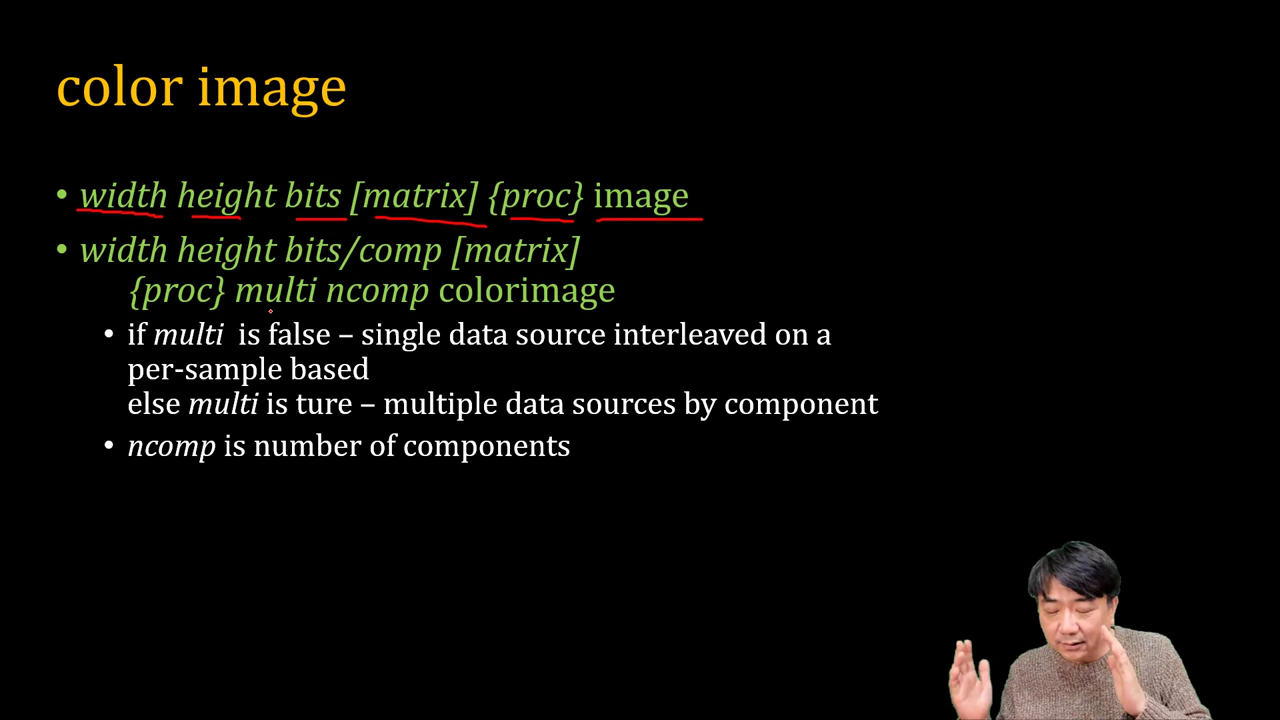 color image
• width height bits [matrix] {proc} image
• width height bits/comp [matrix]
{proc} multi ncomp colorimage
• if multi is false – single data source interleaved on a
per-sample based
else multi is ture – multiple data sources by component
• ncomp is number of components